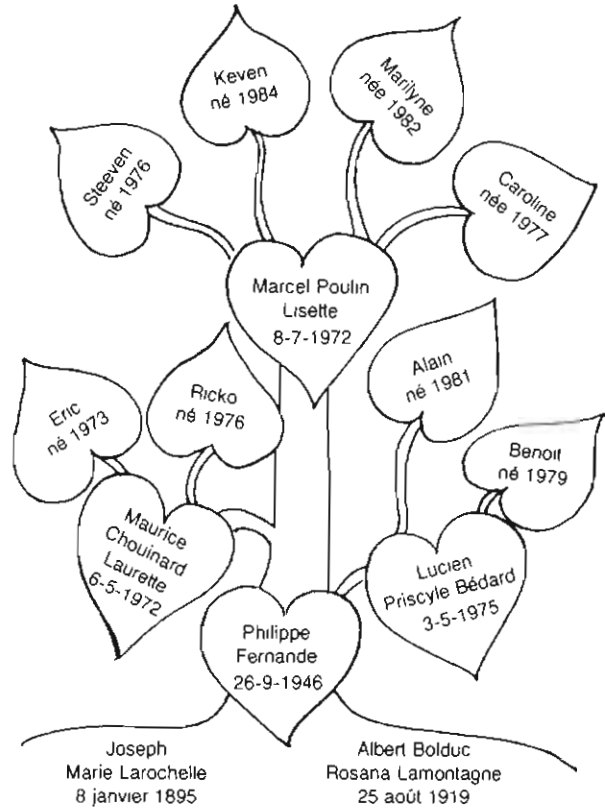 Keven
né 1984
Marilyne
née 1982
Steeven
né 1976
Caroline
née 1977
Marcel Poulin
Lisette
8-7-1972
Alain
né 1981
Ricko
né 1976
Eric
né 1973
Benoit
né 1979
Maurice
Chouinard
Laurette
6-5-1972
Lucien
Priscyle Bédard
3-5-1975
Philippe
Fernande
26-9-1946
Joseph
Marie Larochelle
8 janvier 1895
Albert Bolduc
Rosana Lamontagne
25 août 1919